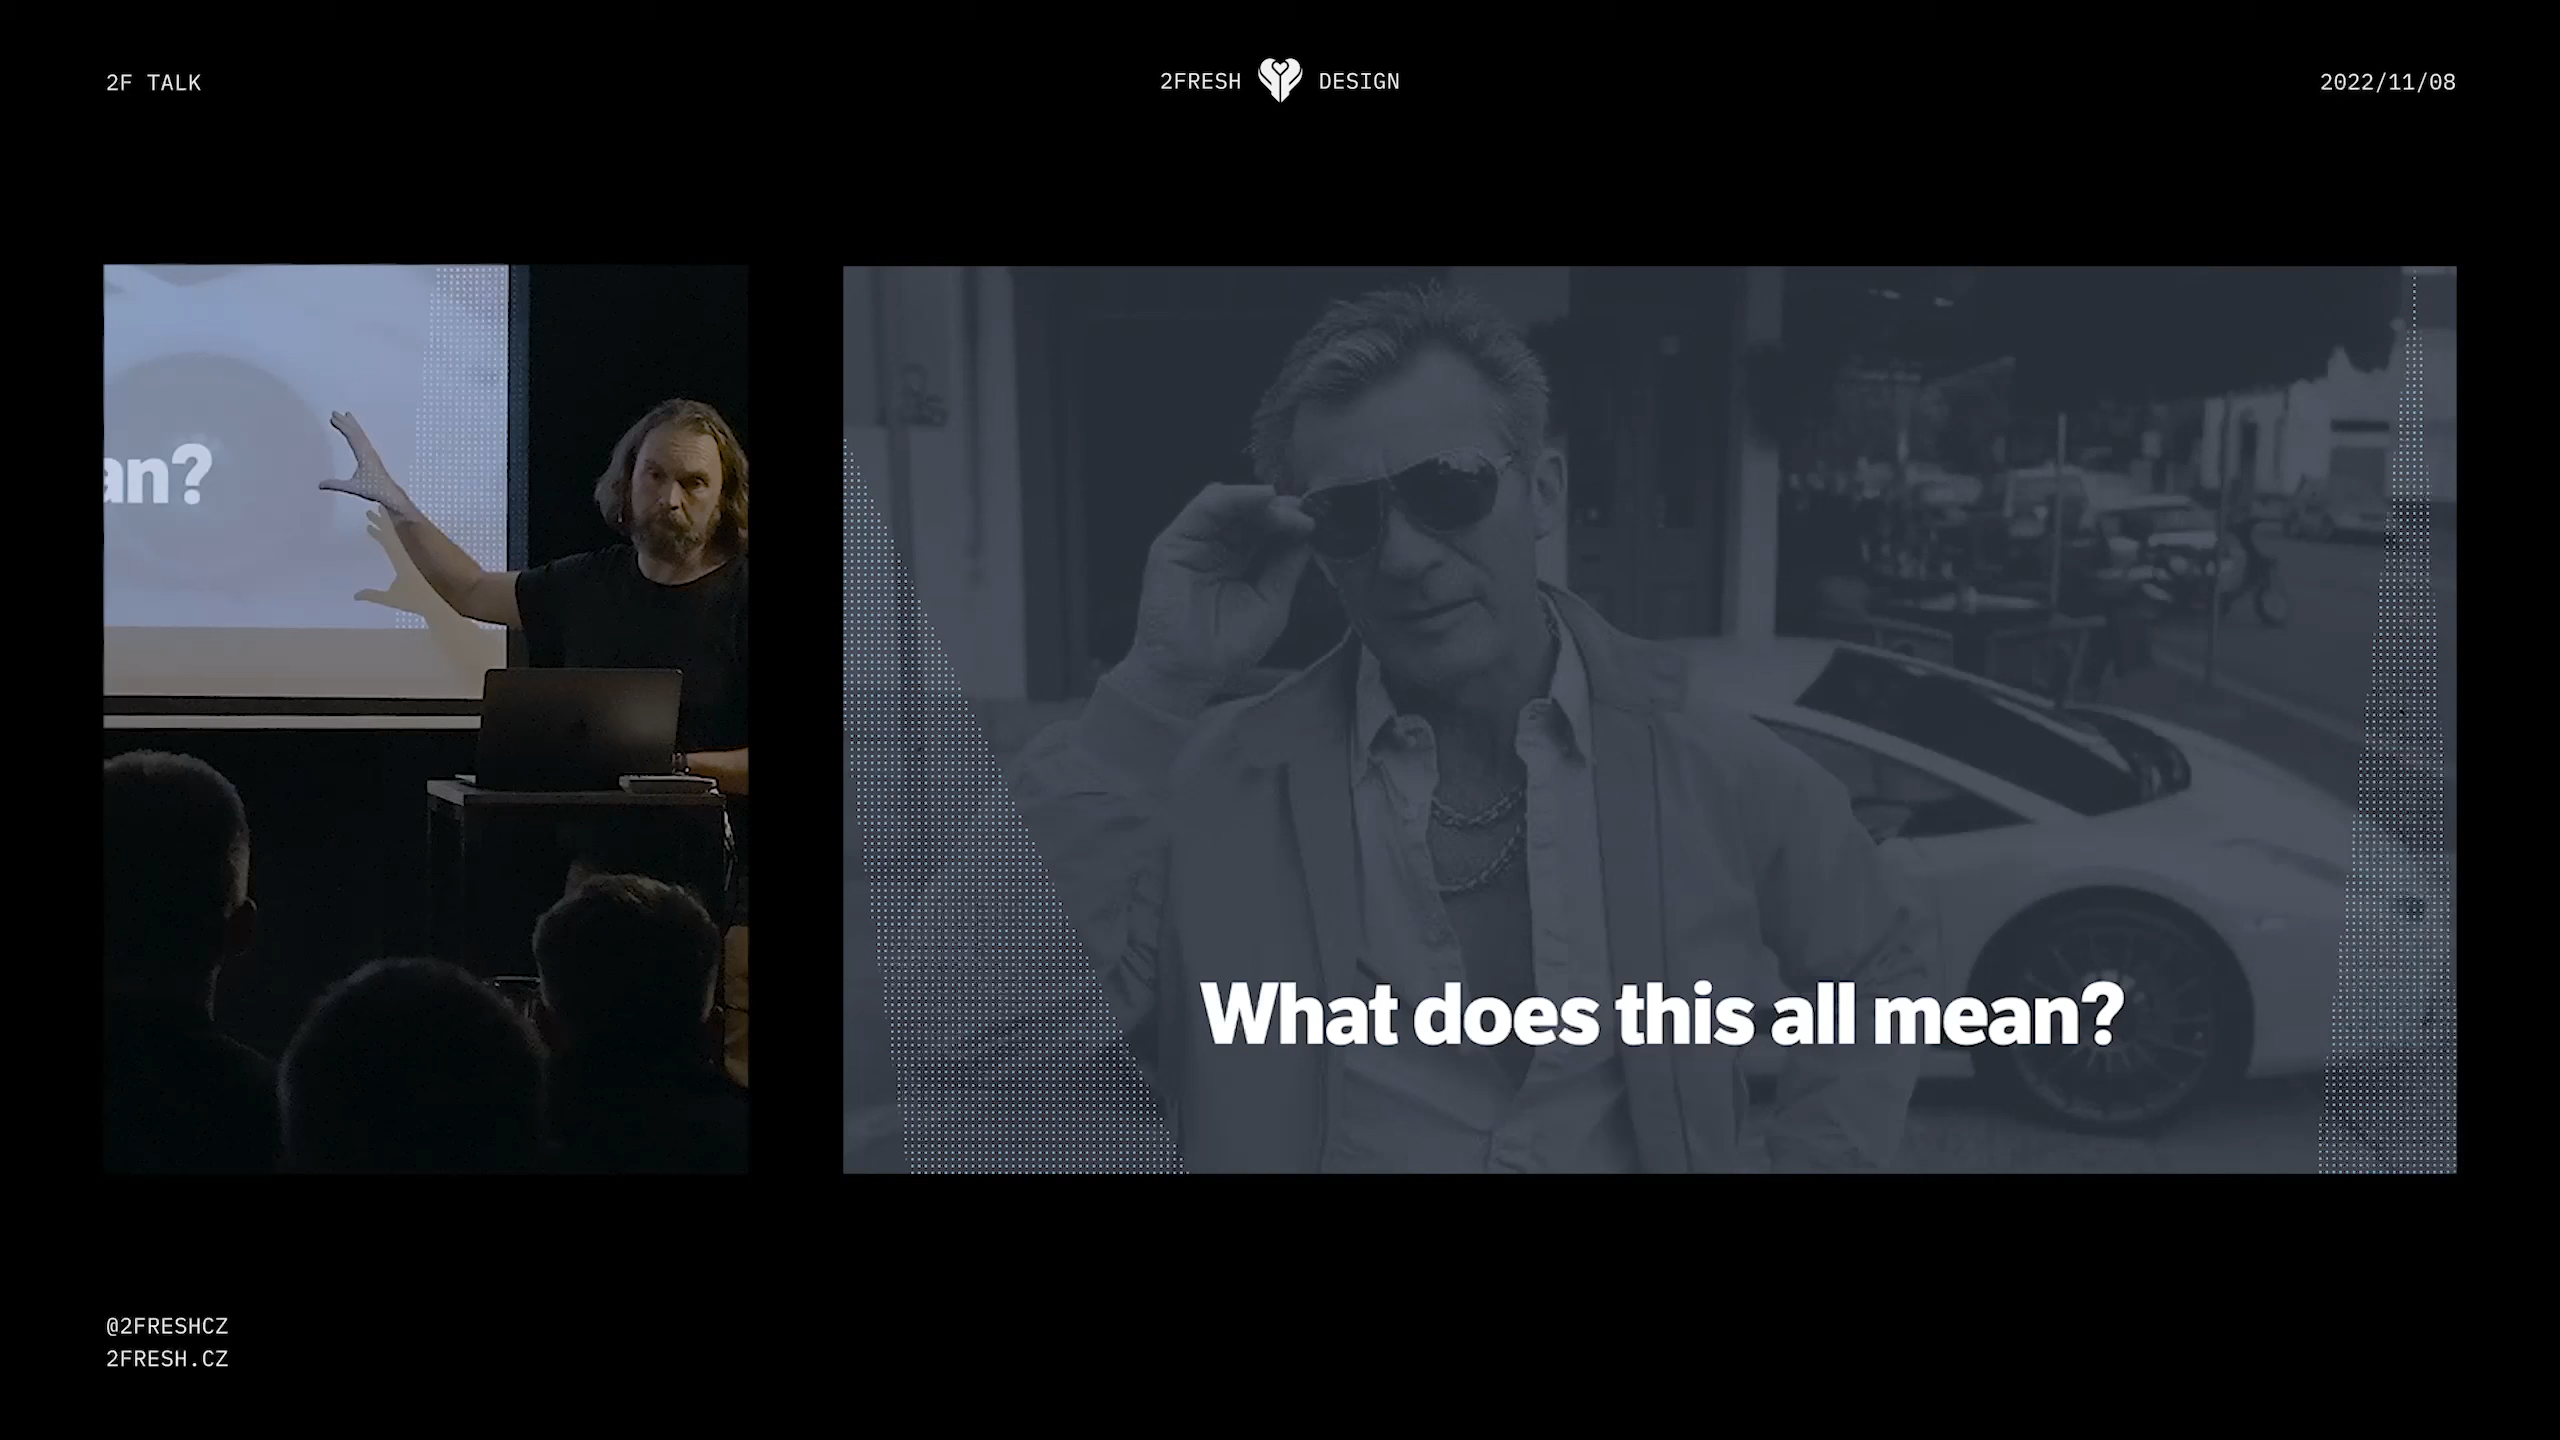 2F TALK
2FRESH DESIGN
2022/11/08
an?
What does this all mean?
@2FRESHCZ
2FRESH.CZ